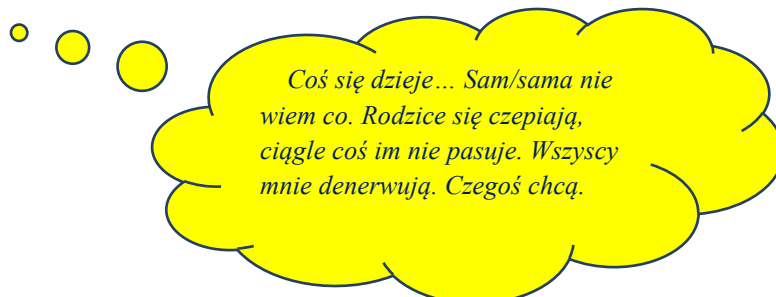 Coś się dzieje… Sam/sama nie
wiem co. Rodzice się czepiają,
ciągle coś im nie pasuje. Wszyscy
mnie denerwują. Czegoś chcą.